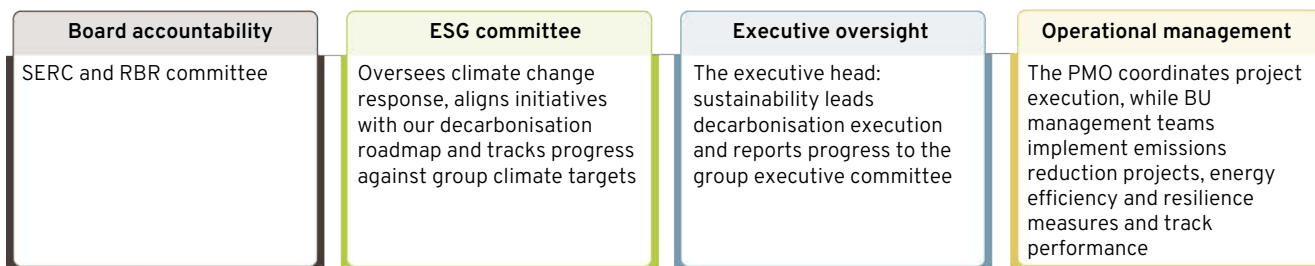 Board accountability
SERC and RBR committee
ESG committee
Oversees climate change
response, aligns initiatives
with our decarbonisation
roadmap and tracks progress
against group climate targets
Executive oversight
The executive head:
sustainability leads
decarbonisation execution
and reports progress to the
group executive committee
Operational management
The PMO coordinates project
execution, while BU
management teams
implement emissions
reduction projects, energy
efficiency and resilience
measures and track
performance